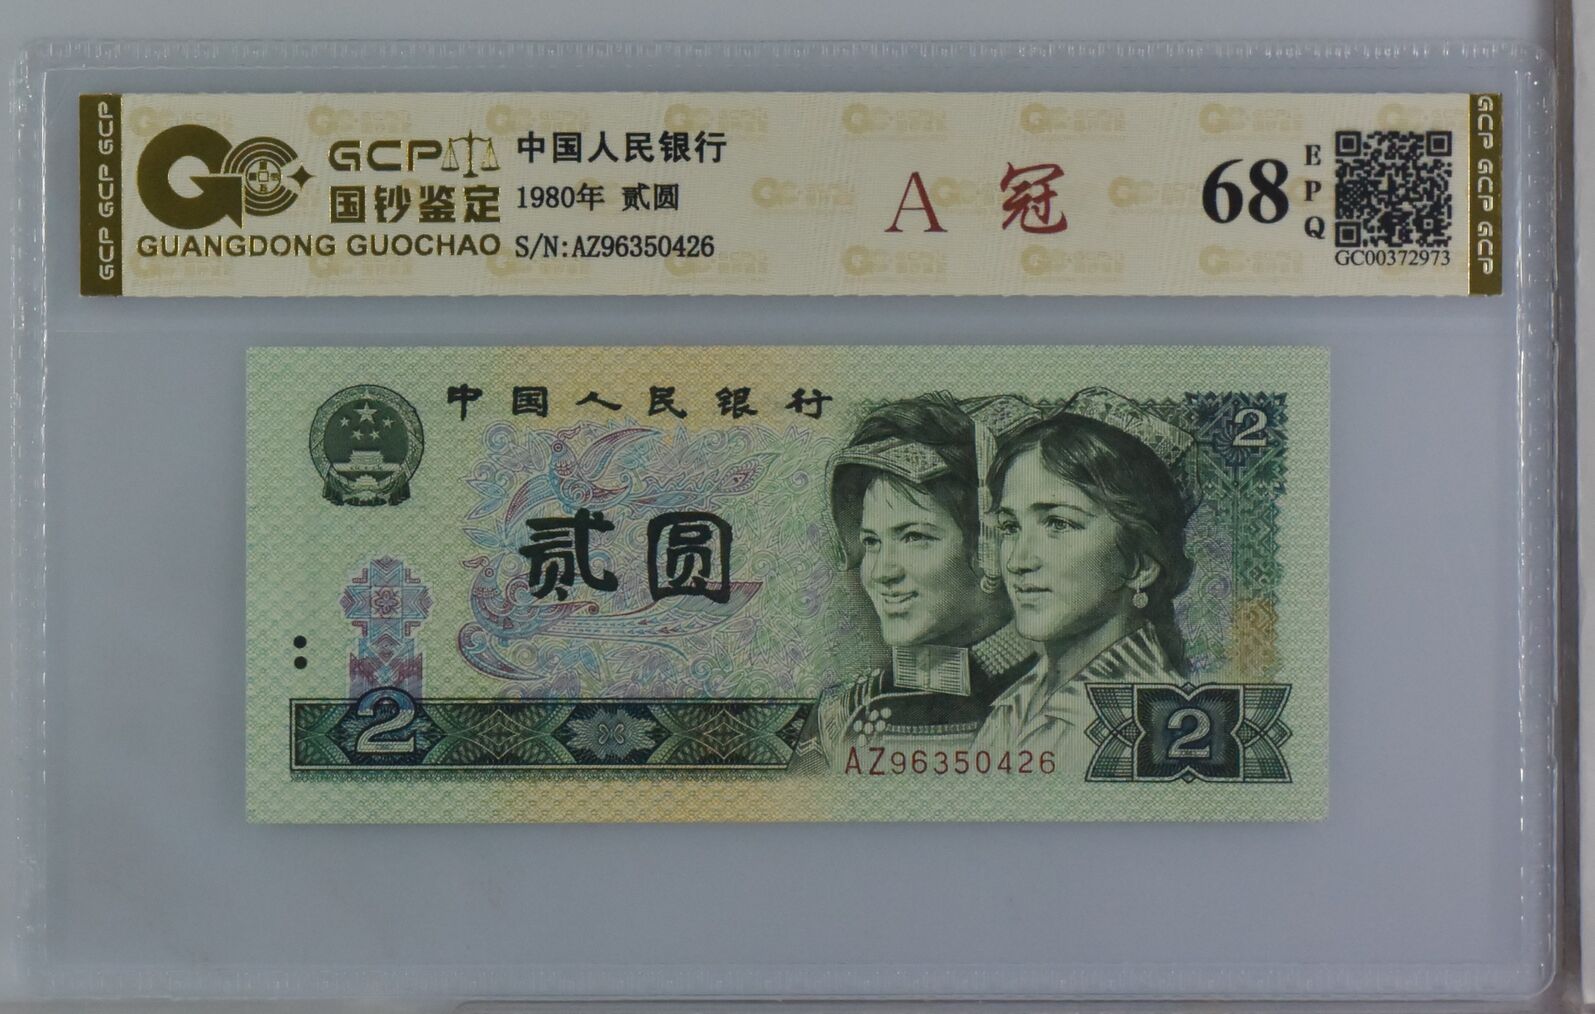 GCP GCP GCP
GCP
国钞鉴定
GUANGDONG GUOCHAO
中国人民银行
1980年 贰圆
S/N:AZ96350426
A 冠
68
EPQ
GC00372973
GCP GCP GCP
中国人民银行
2
贰圆
2
AZ96350426
2